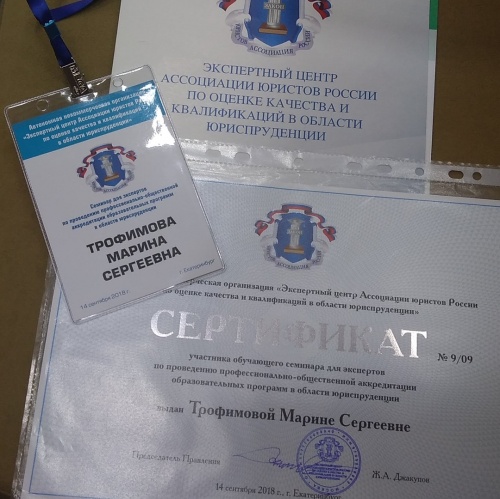 АССОЦИАЦИЯ РОССИИ
ЭКСПЕРТНЫЙ ЦЕНТР
АССОЦИАЦИИ ЮРИСТОВ РОССИИ
ПО ОЦЕНКЕ КАЧЕСТВА И
КВАЛИФИКАЦИЙ В ОБЛАСТИ
ЮРИСПРУДЕНЦИИ
Автономная некоммерческая организация
«Экспертный центр Ассоциации юристов России
по оценке качества и квалификаций
в области юриспруденции»
Семинар для экспертов
по проведению профессионально-общественной
аккредитации образовательных программ
в области юриспруденции
ТРОФИМОВА
МАРИНА
СЕРГЕЕВНА
г. Екатеринбург
14 сентября 2018 г.
организация «Экспертный центр Ассоциации юристов России
по оценке качества и квалификаций в области юриспруденции»
СЕРТИФИКАТ
№ 9/09
участника обучающего семинара для экспертов
по проведению профессионально-общественной аккредитации
образовательных программ в области юриспруденции
выдан Трофимовой Марине Сергеевне
Председатель Правления
Ж.А. Джакупов
14 сентября 2018 г., г. Екатеринбург